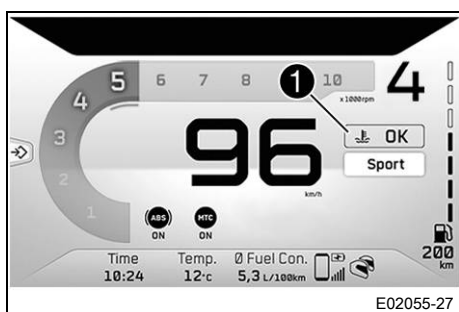 1 2 3 4 5 6 7 8 10
x1000rpm
4
1
OK
Sport
96
km/h
ABS
ON
MTC
ON
Time
10:24
Temp.
12°C
Ø Fuel Con.
5,3 L/100km
200
km
E02055-27